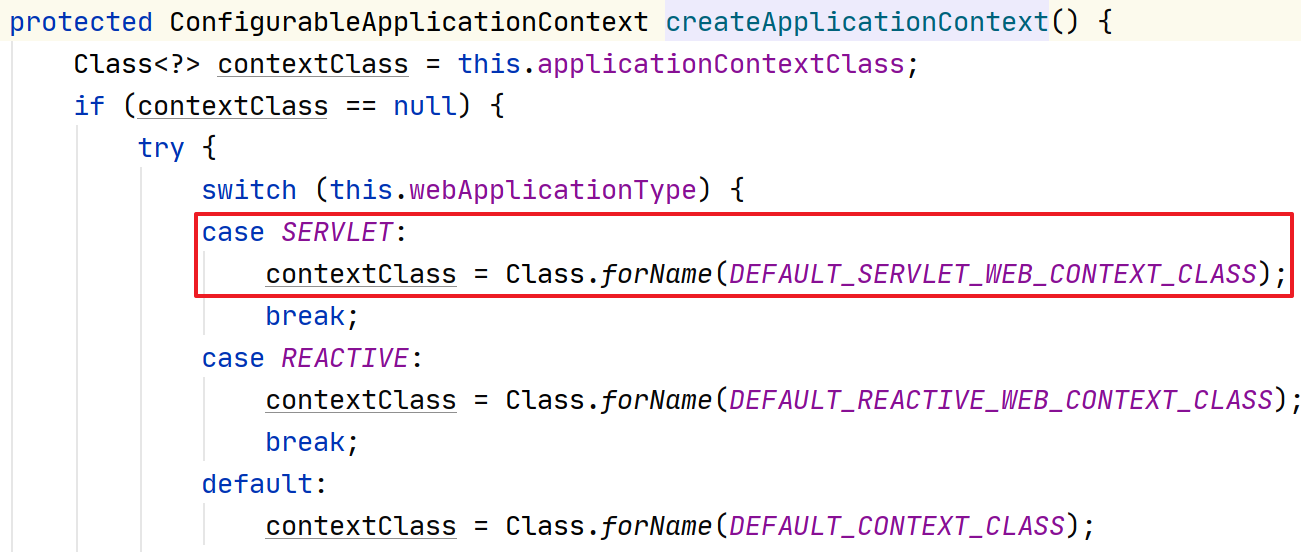 protected ConfigurableApplicationContext createApplicationContext() {
    Class<?> contextClass = this.applicationContextClass;
    if (contextClass == null) {
        try {
            switch (this.webApplicationType) {
            case SERVLET:
                contextClass = Class.forName(DEFAULT_SERVLET_WEB_CONTEXT_CLASS);
                break;
            case REACTIVE:
                contextClass = Class.forName(DEFAULT_REACTIVE_WEB_CONTEXT_CLASS);
                break;
            default:
                contextClass = Class.forName(DEFAULT_CONTEXT_CLASS);